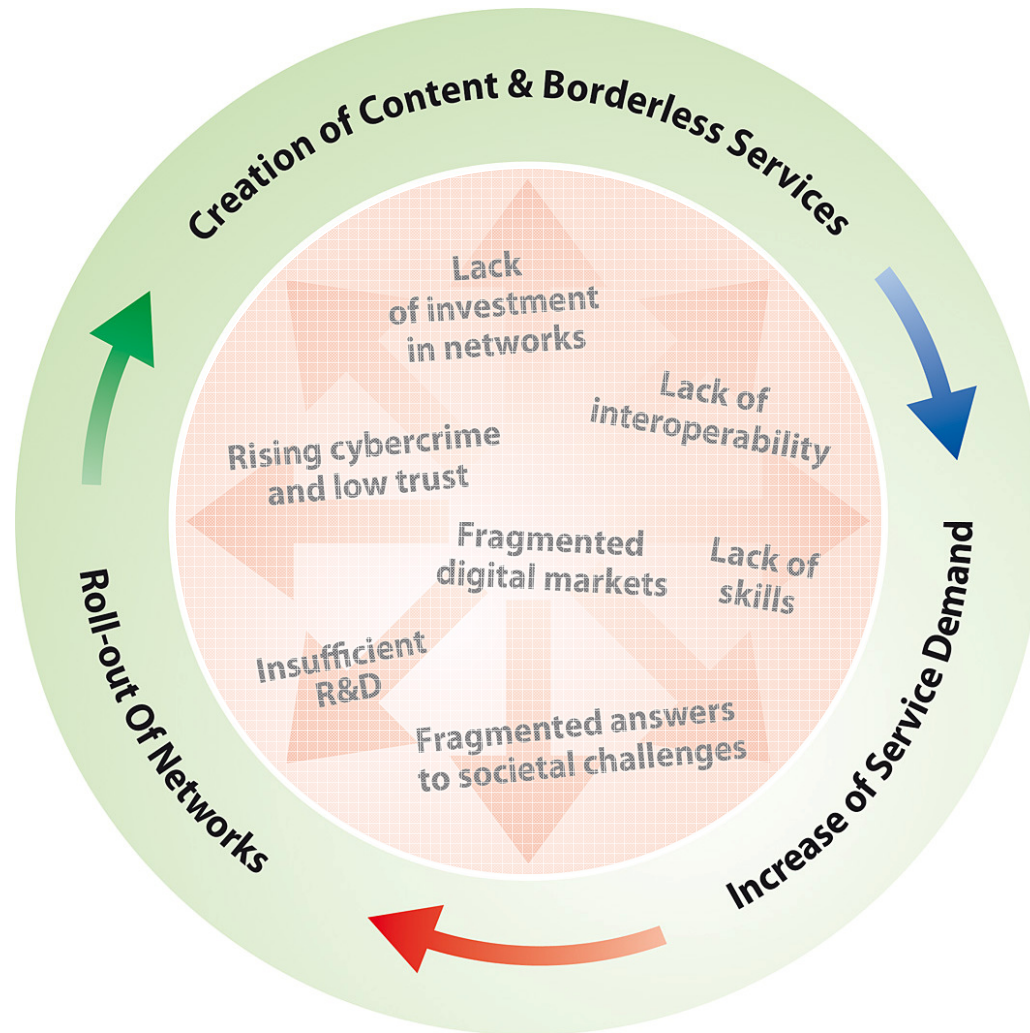 Creation of Content & Borderless Services
Lack
of investment
in networks
Lack of
interoperability
Rising cybercrime
and low trust
Fragmented
digital markets
Lack of
skills
Insufficient
R&D
Fragmented answers
to societal challenges
Increase of Service Demand
Roll-out Of Networks